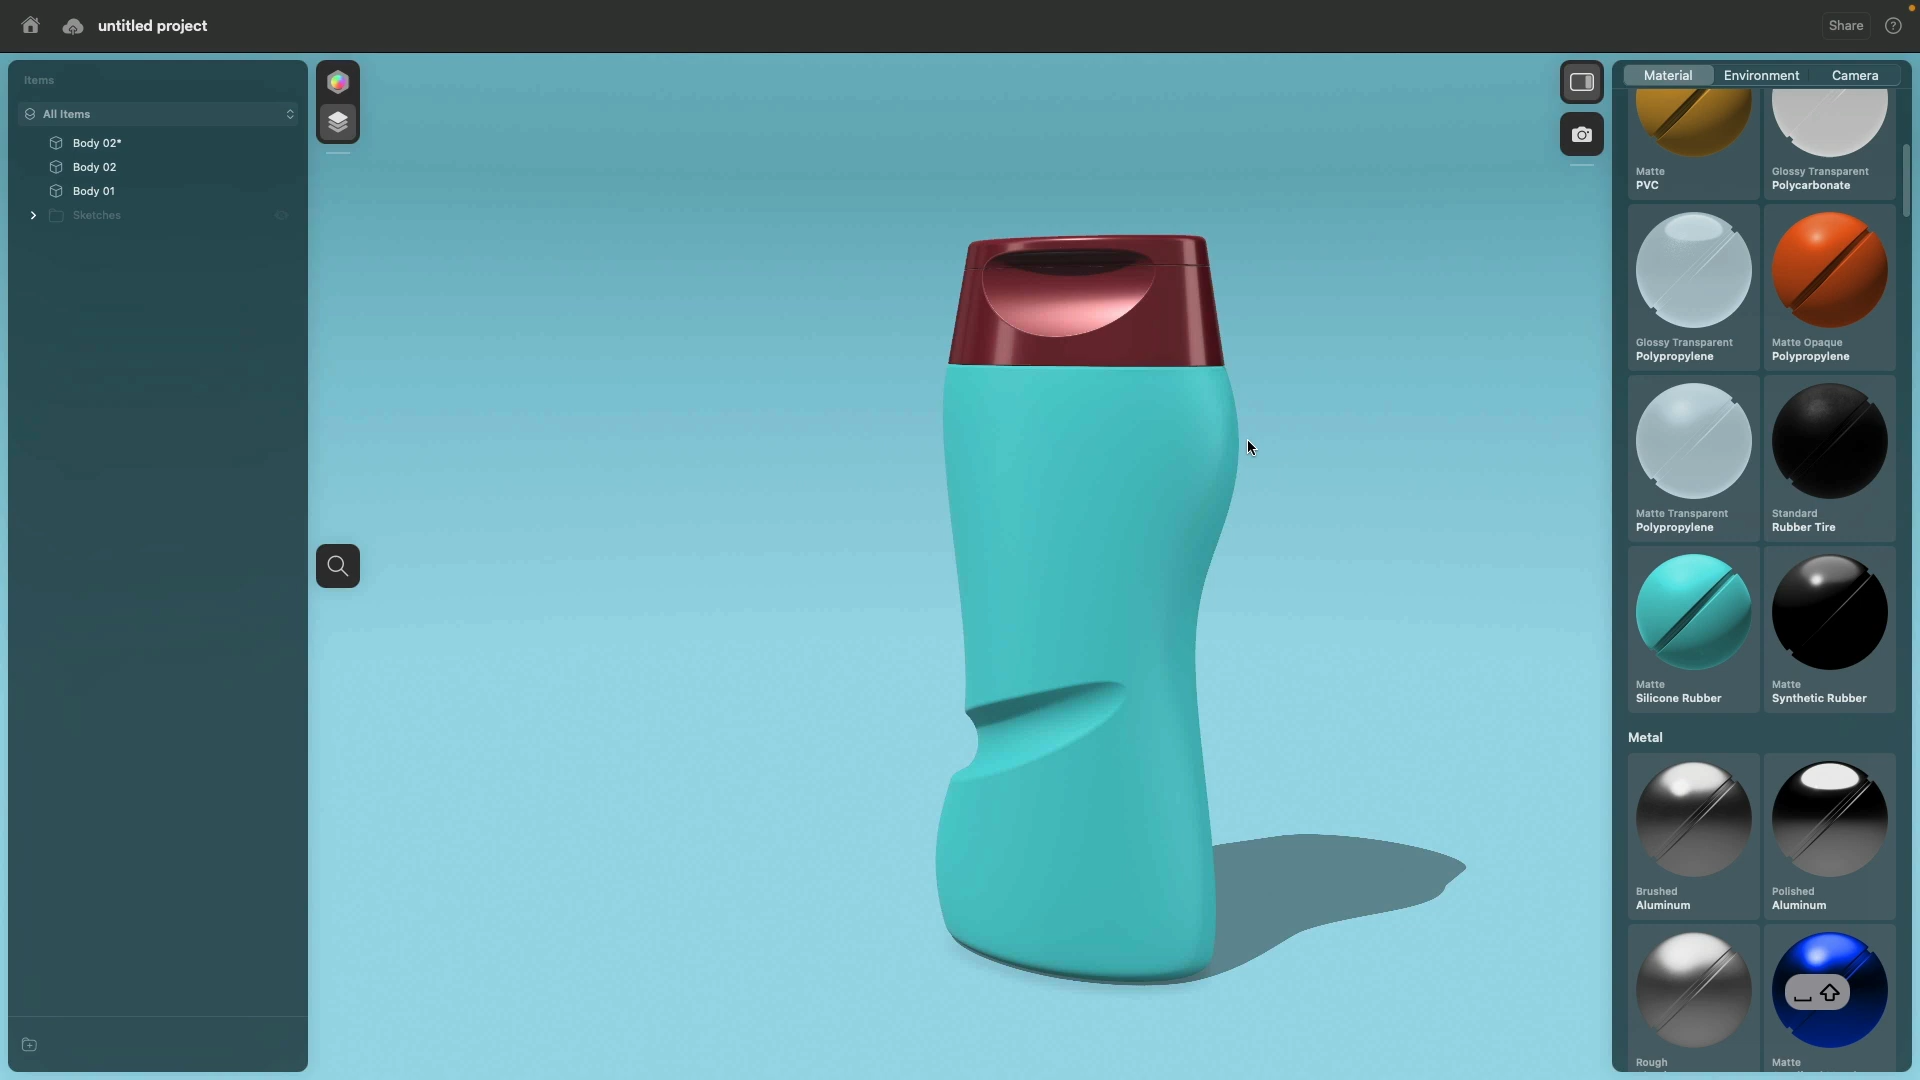 untitled project
Share
Items
All Items
Body 02*
Body 02
Body 01
Sketches
Material
Environment
Camera
Matte
PVC
Glossy Transparent
Polycarbonate
Glossy Transparent
Polypropylene
Matte Opaque
Polypropylene
Matte Transparent
Polypropylene
Standard
Rubber Tire
Matte
Silicone Rubber
Matte
Synthetic Rubber
Metal
Brushed
Aluminum
Polished
Aluminum
Rough
Matte